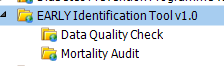 EARLY Identification Tool v1.0
Data Quality Check
Mortality Audit